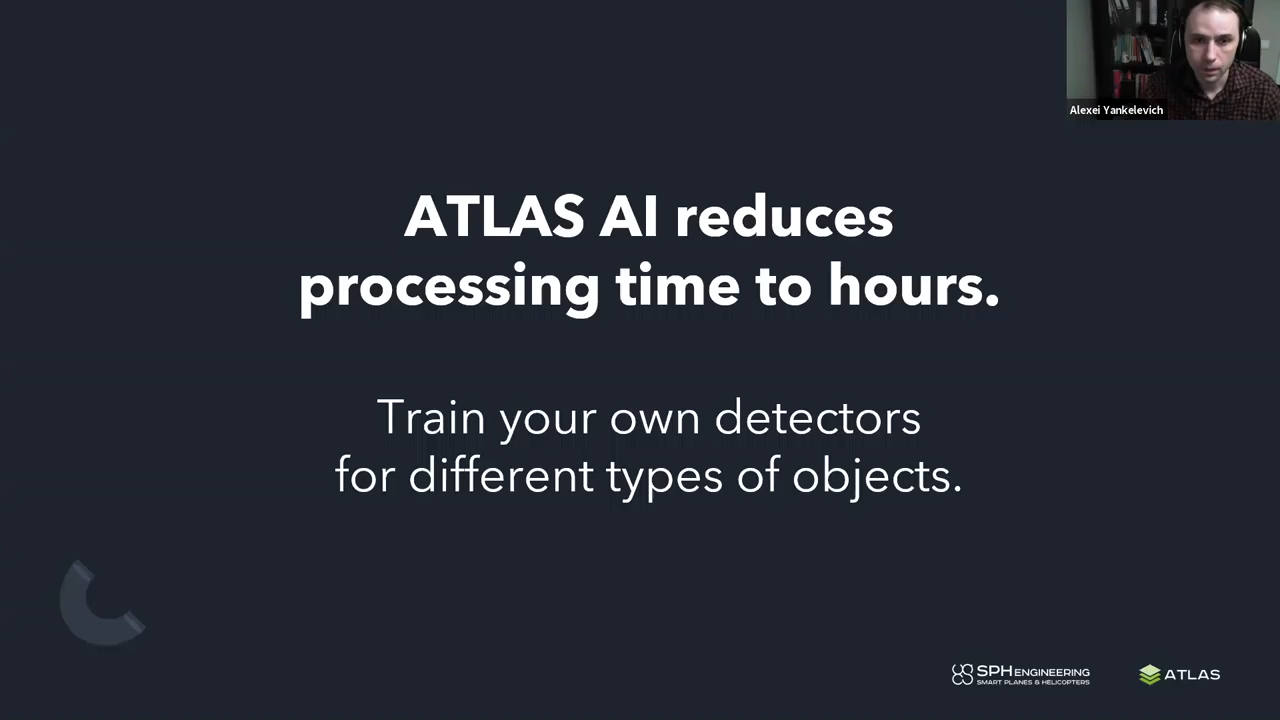 Alexei Yankelevich
ATLAS AI reduces
processing time to hours.
Train your own detectors
for different types of objects.
SPH ENGINEERING
SMART PLANES & HELICOPTERS
ATLAS